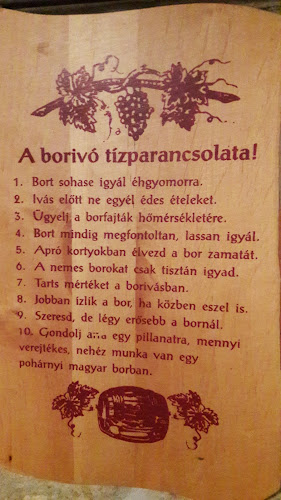 A borivó tízparancsolata!
1. Bort sohase igyál éhgyomorra.
2. Ivás előtt ne egyél édes ételeket.
3. Ügyelj a borfajták hőmérsékletére.
4. Bort mindig megfontoltan, lassan igyál.
5. Apró kortyokban élvezd a bor zamatát.
6. A nemes borokat csak tisztán igyad.
7. Tarts mértéket a borivásban.
8. Jobban ízlik a bor, ha közben eszel is.
9. Szeresd, de légy erősebb a bornál.
10. Gondolj arra egy pillanatra, mennyi
verejtékes, nehéz munka van egy
pohárnyi magyar borban.